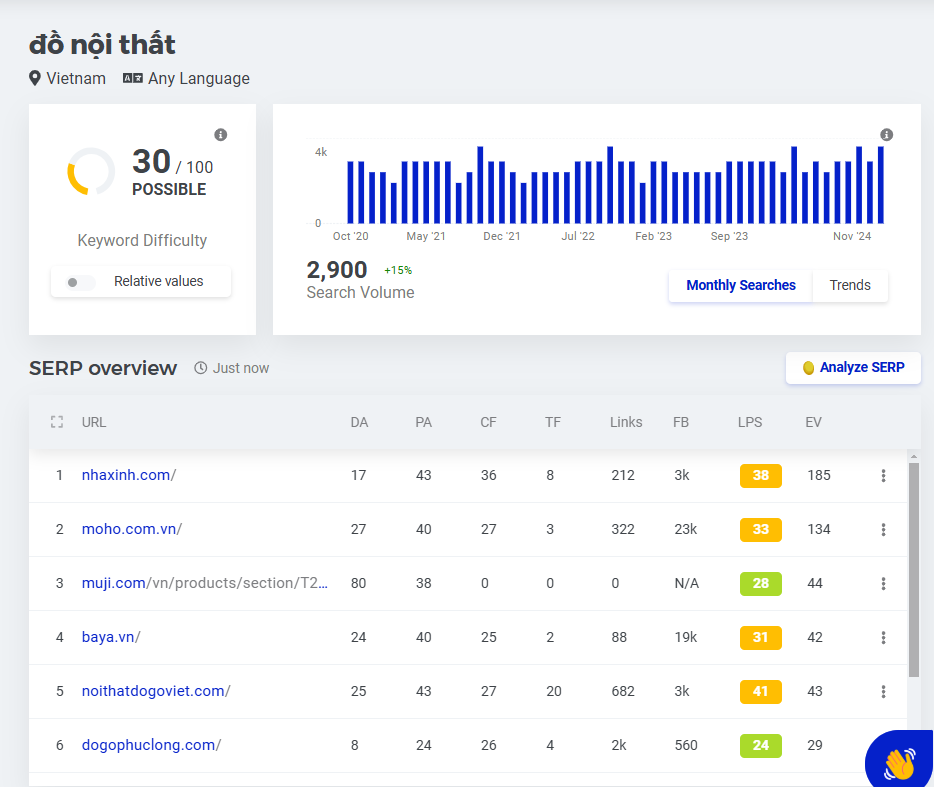 đồ nội thất
Vietnam Any Language
30 / 100
POSSIBLE
Keyword Difficulty
Relative values
4k
0
Oct '20 May '21 Dec '21 Jul '22 Feb '23 Sep '23 Nov '24
2,900 +15%
Search Volume
Monthly Searches Trends
SERP overview Just now Analyze SERP
URL DA PA CF TF Links FB LPS EV
1 nhaxinh.com/ 17 43 36 8 212 3k 38 185
2 moho.com.vn/ 27 40 27 3 322 23k 33 134
3 muji.com/vn/products/section/T2... 80 38 0 0 0 N/A 28 44
4 baya.vn/ 24 40 25 2 88 19k 31 42
5 noithatdogoviet.com/ 25 43 27 20 682 3k 41 43
6 dogophuclong.com/ 8 24 26 4 2k 560 24 29